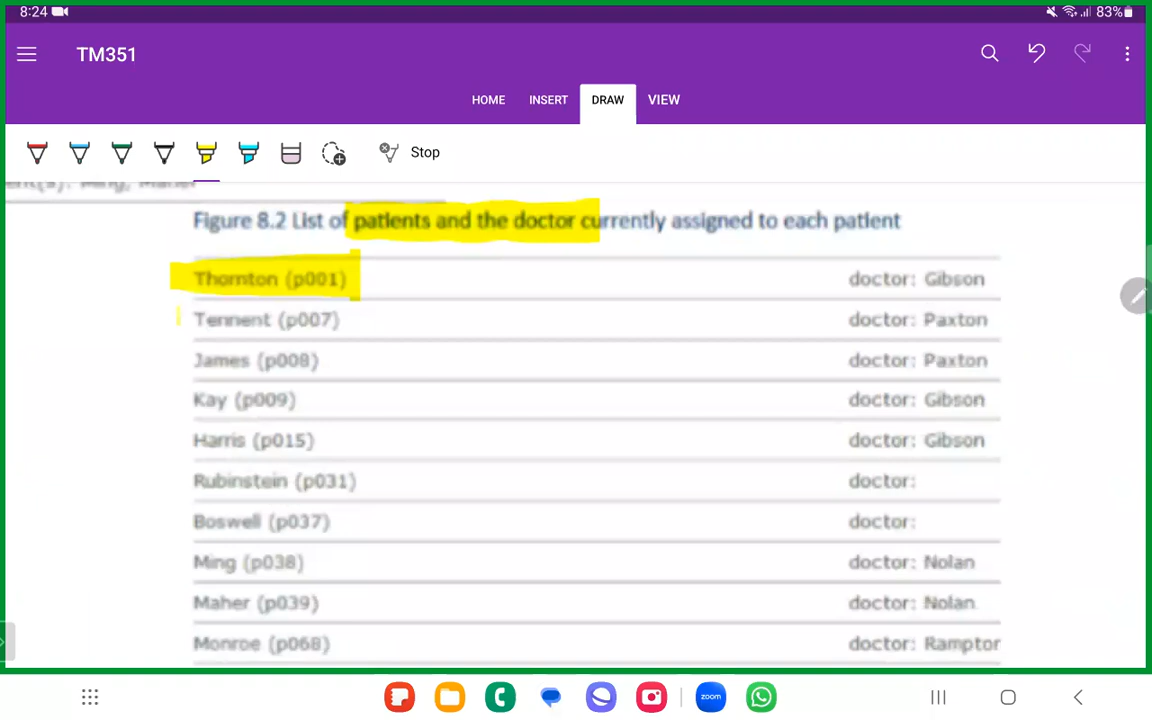 8:24 83%
TM351
HOME INSERT DRAW VIEW
Stop
Figure 8.2 List of patients and the doctor currently assigned to each patient
Thornton (p001) doctor: Gibson
Tennent (p007) doctor: Paxton
James (p008) doctor: Paxton
Kay (p009) doctor: Gibson
Harris (p015) doctor: Gibson
Rubinstein (p031) doctor:
Boswell (p037) doctor:
Ming (p038) doctor: Nolan
Maher (p039) doctor: Nolan
Monroe (p068) doctor: Rampton
zoom